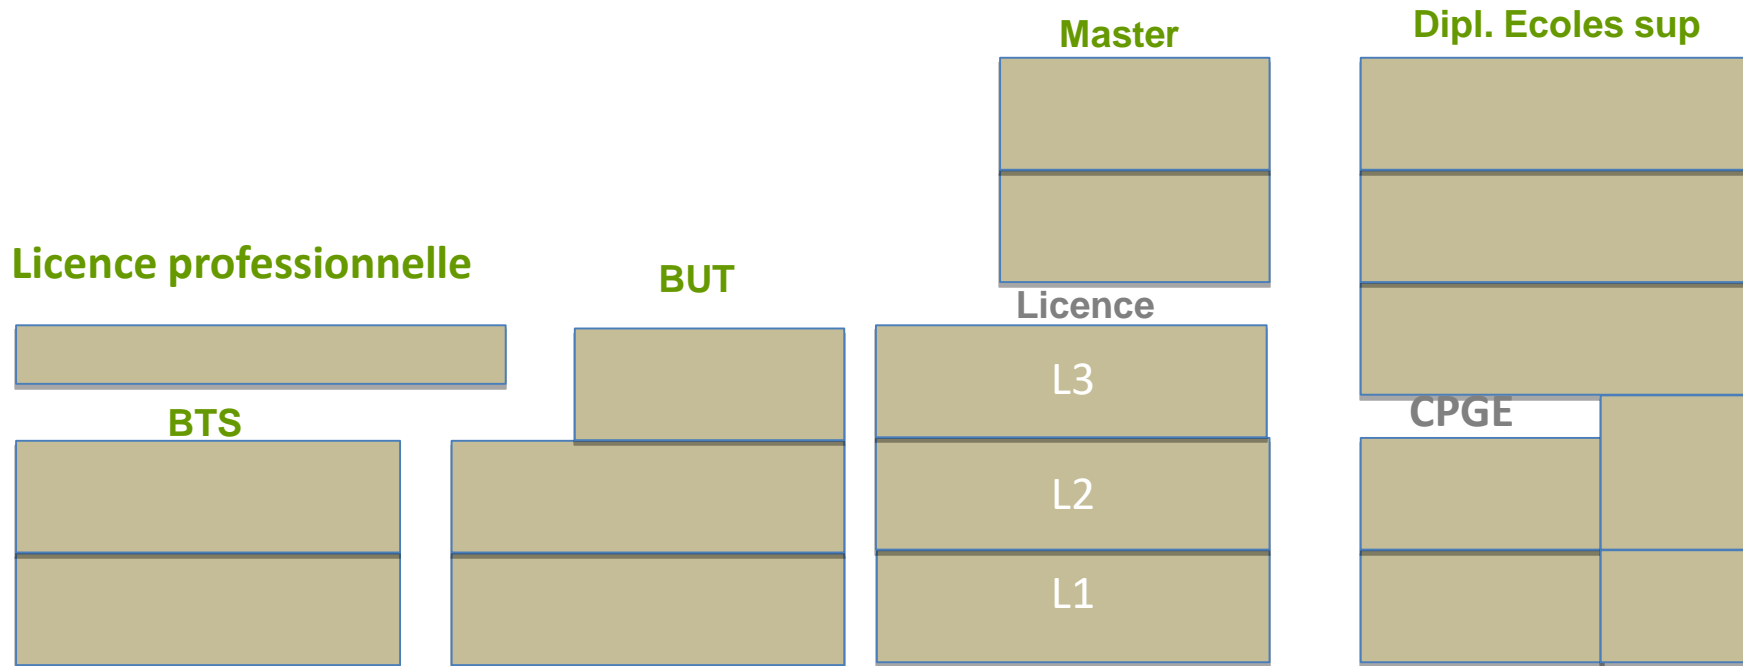 Dipl. Ecoles sup
Master
Licence professionnelle
BUT
Licence
L3
CPGE
BTS
L2
L1